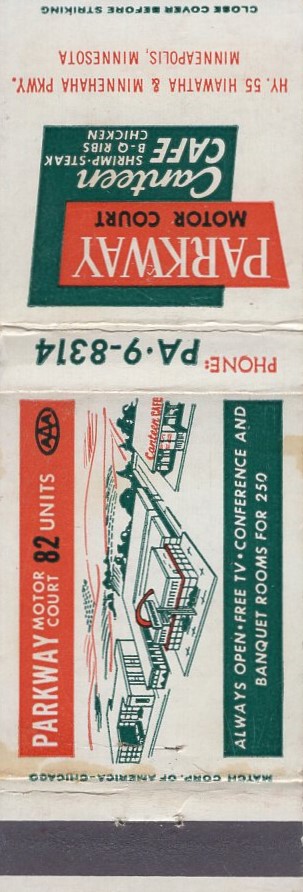 CLOSE COVER BEFORE STRIKING
PARKWAY
MOTOR COURT
Canteen
CAFE
SHRIMP-STEAK
B-Q RIBS
CHICKEN
HY. 55 HIAWATHA & MINNEHAHA PKWY.
MINNEAPOLIS, MINNESOTA
PHONE: PA·9-8314
PARKWAY MOTOR COURT 82 UNITS
AAA
Canteen CAFE
ALWAYS OPEN·FREE TV·CONFERENCE AND
BANQUET ROOMS FOR 250
MATCH CORP. OF AMERICA-CHICAGO